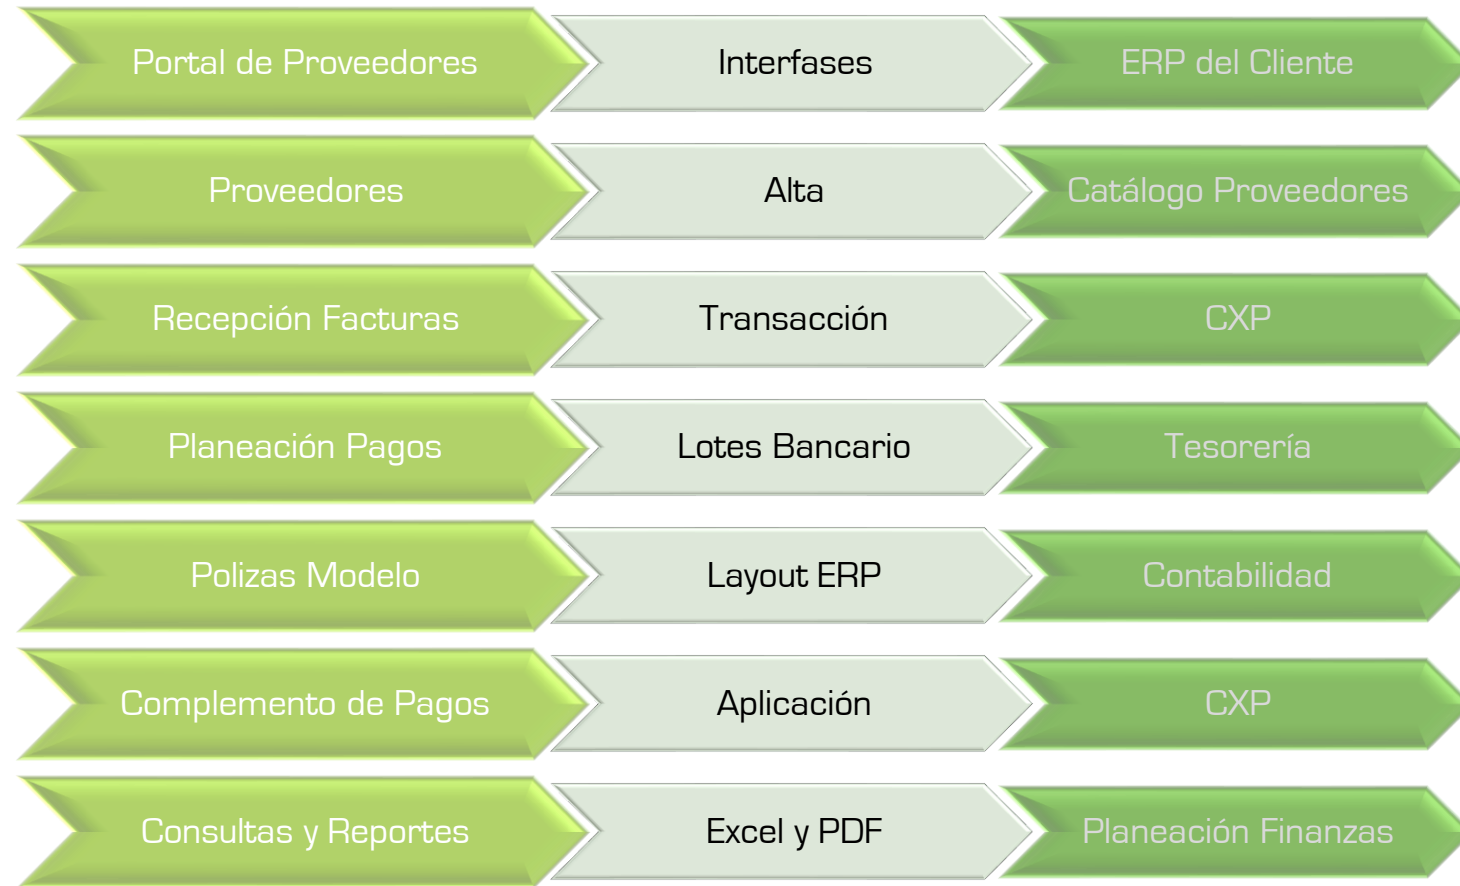 Portal de Proveedores
Interfases
ERP del Cliente
Proveedores
Alta
Catálogo Proveedores
Recepción Facturas
Transacción
CXP
Planeación Pagos
Lotes Bancario
Tesorería
Polizas Modelo
Layout ERP
Contabilidad
Complemento de Pagos
Aplicación
CXP
Consultas y Reportes
Excel y PDF
Planeación Finanzas